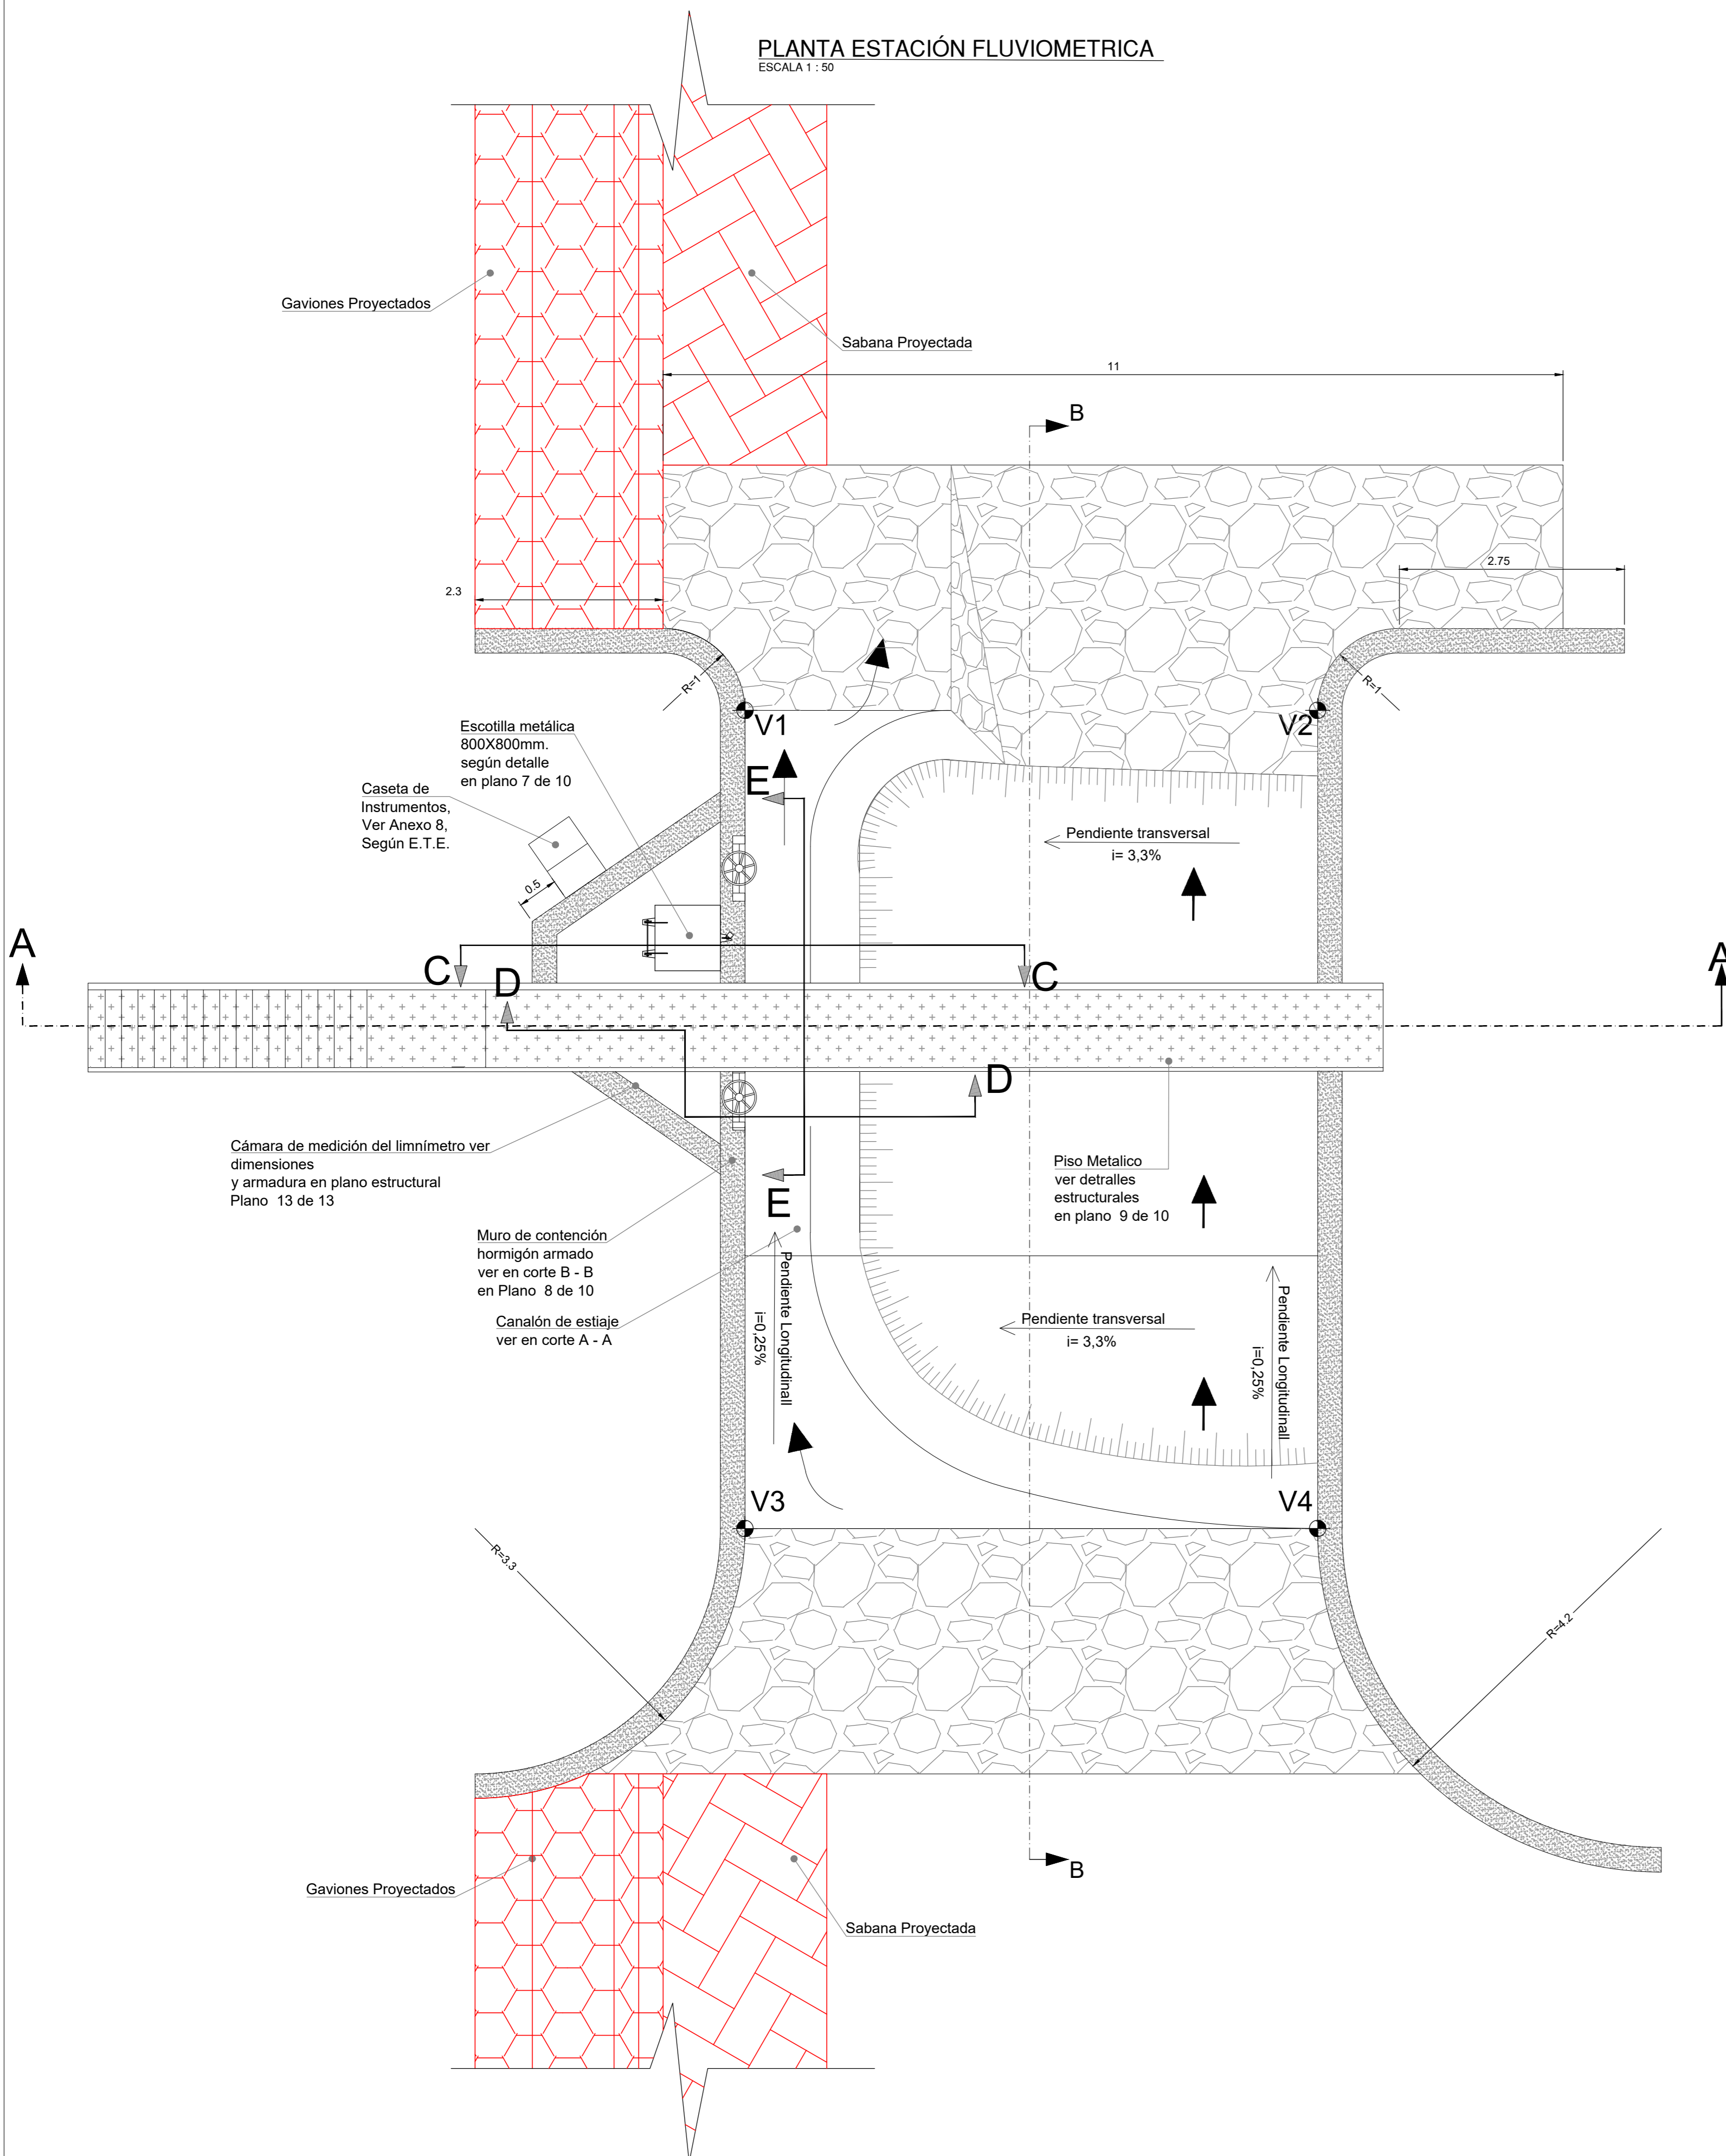 PLANTA ESTACIÓN FLUVIOMETRICA
ESCALA 1 : 50
Gaviones Proyectados
Sabana Proyectada
11
B
2.75
2.3
R=1
R=1
V1
V2
Escotilla metálica
800X800mm.
según detalle
en plano 7 de 10
E
Caseta de
Instrumentos,
Ver Anexo 8,
Según E.T.E.
Pendiente transversal
i= 3,3%
0.5
A
A
C
C
D
D
Cámara de medición del limnímetro ver
dimensiones
y armadura en plano estructural
Plano 13 de 13
Piso Metalico
ver detralles
estructurales
en plano 9 de 10
E
Muro de contención
hormigón armado
ver en corte B - B
en Plano 8 de 10
Canalón de estiaje
ver en corte A - A
Pendiente Longitudinall
i=0,25%
Pendiente transversal
i= 3,3%
Pendiente Longitudinall
i=0,25%
V3
V4
R=3.3
R=4.2
B
Gaviones Proyectados
Sabana Proyectada